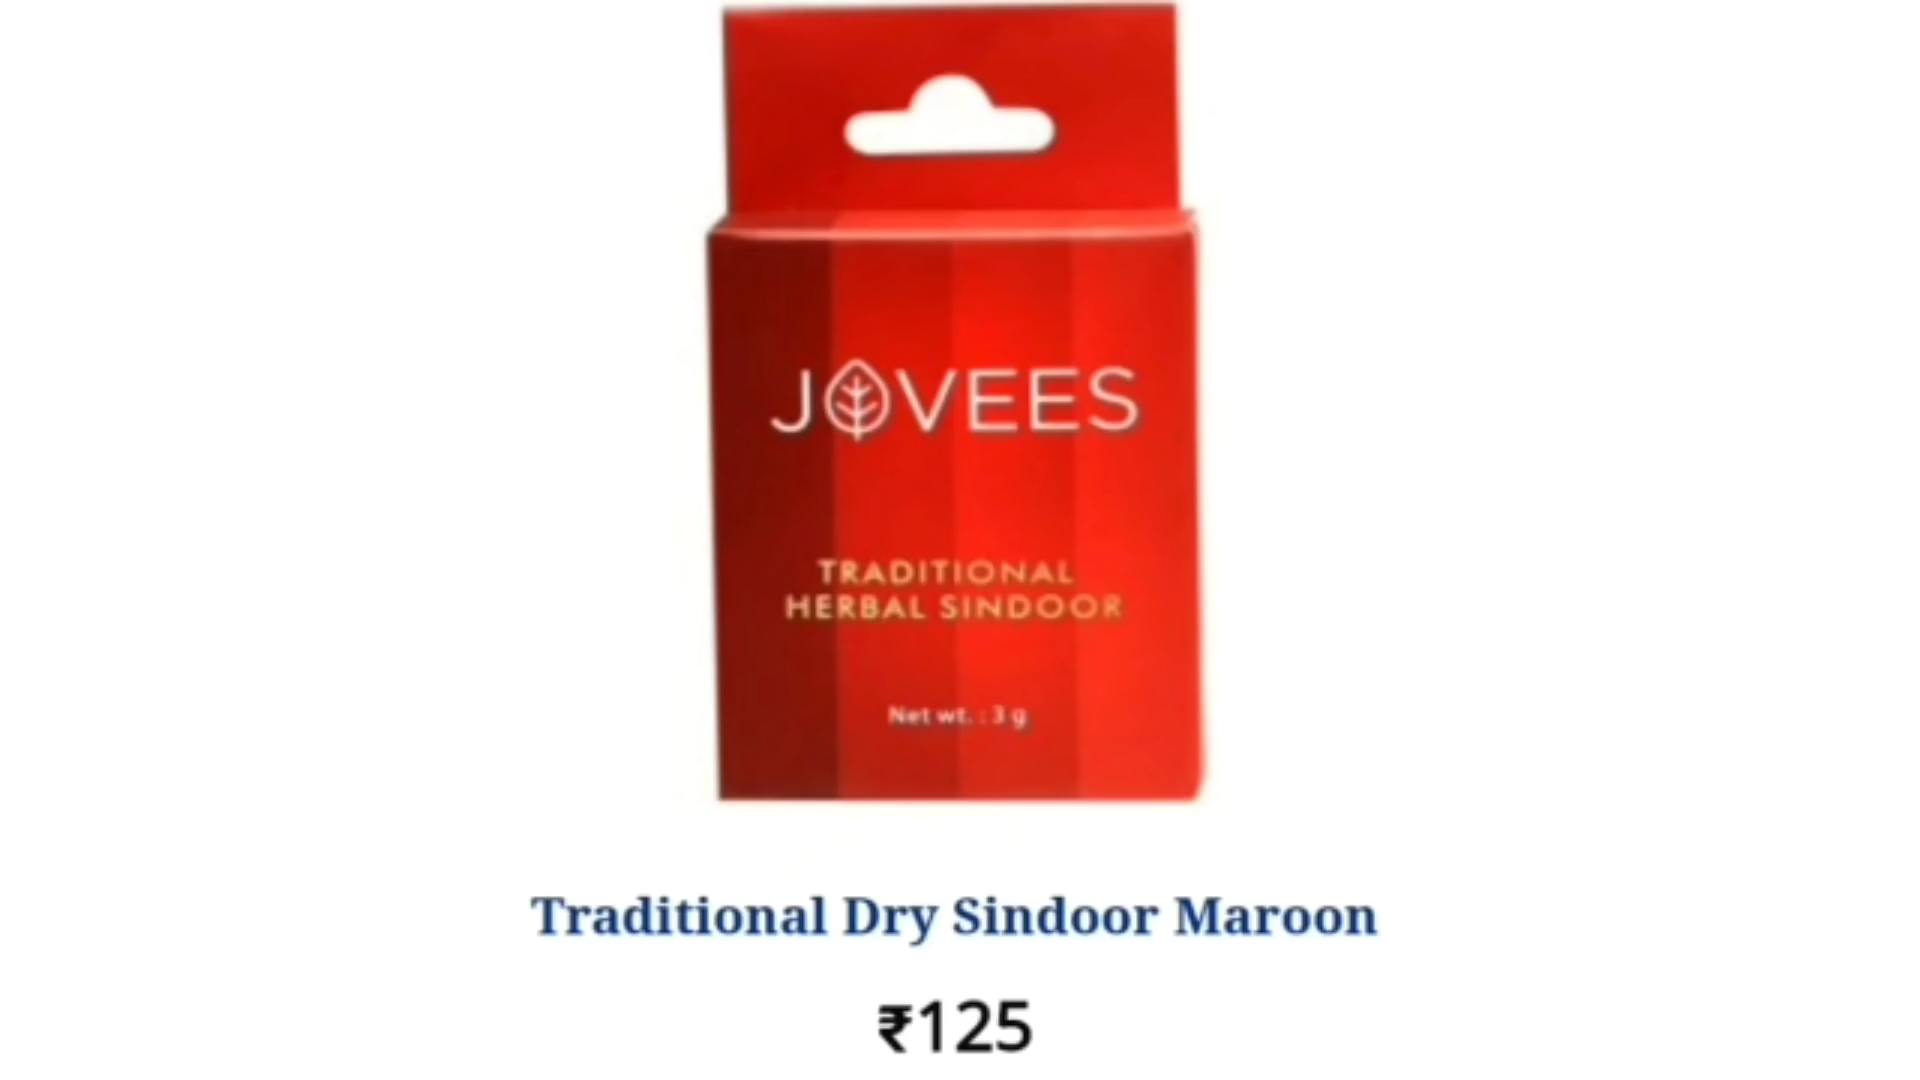 JOVEES
TRADITIONAL
HERBAL SINDOOR
Net wt. : 3 g
Traditional Dry Sindoor Maroon
₹125